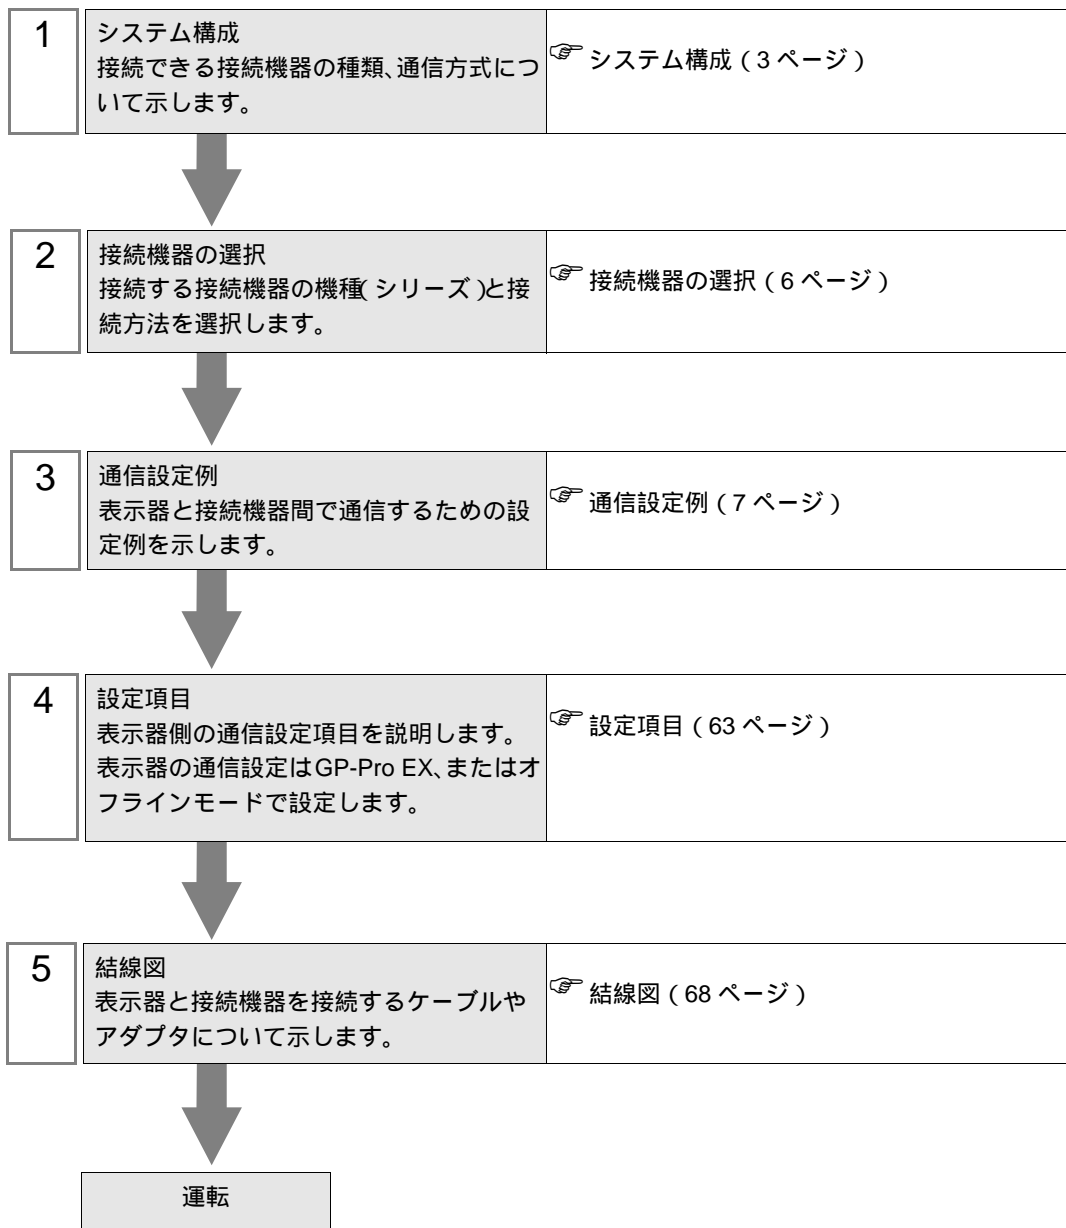 1
システム構成
接続できる接続機器の種類、通信方式につ
いて示します。
☞ システム構成 ( 3 ページ )
2
接続機器の選択
接続する接続機器の機種( シリーズ )と接
続方法を選択します。
☞ 接続機器の選択 ( 6 ページ )
3
通信設定例
表示器と接続機器間で通信するための設
定例を示します。
☞ 通信設定例 ( 7 ページ )
4
設定項目
表示器側の通信設定項目を説明します。
表示器の通信設定はGP-Pro EX、またはオ
フラインモードで設定します。
☞ 設定項目 ( 63 ページ )
5
結線図
表示器と接続機器を接続するケーブルや
アダプタについて示します。
☞ 結線図 ( 68 ページ )
運転